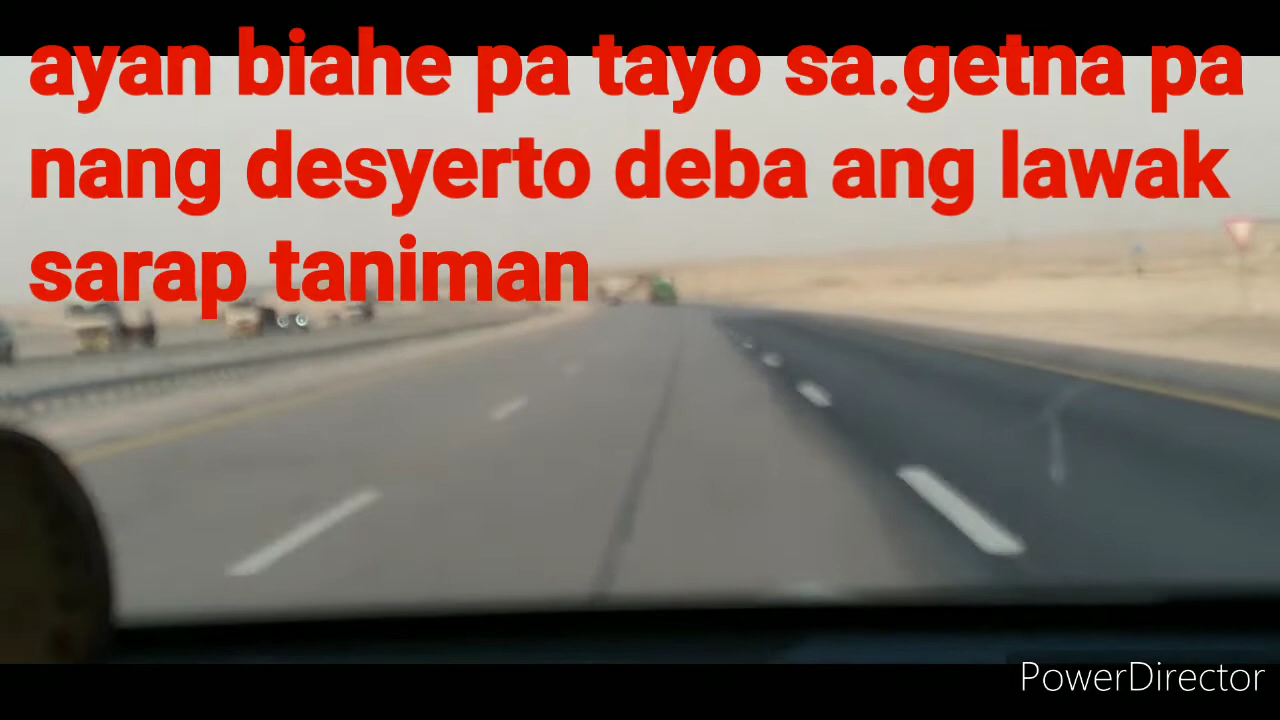 ayan biahe pa tayo sa.getna pa
nang desyerto deba ang lawak
sarap taniman
PowerDirector